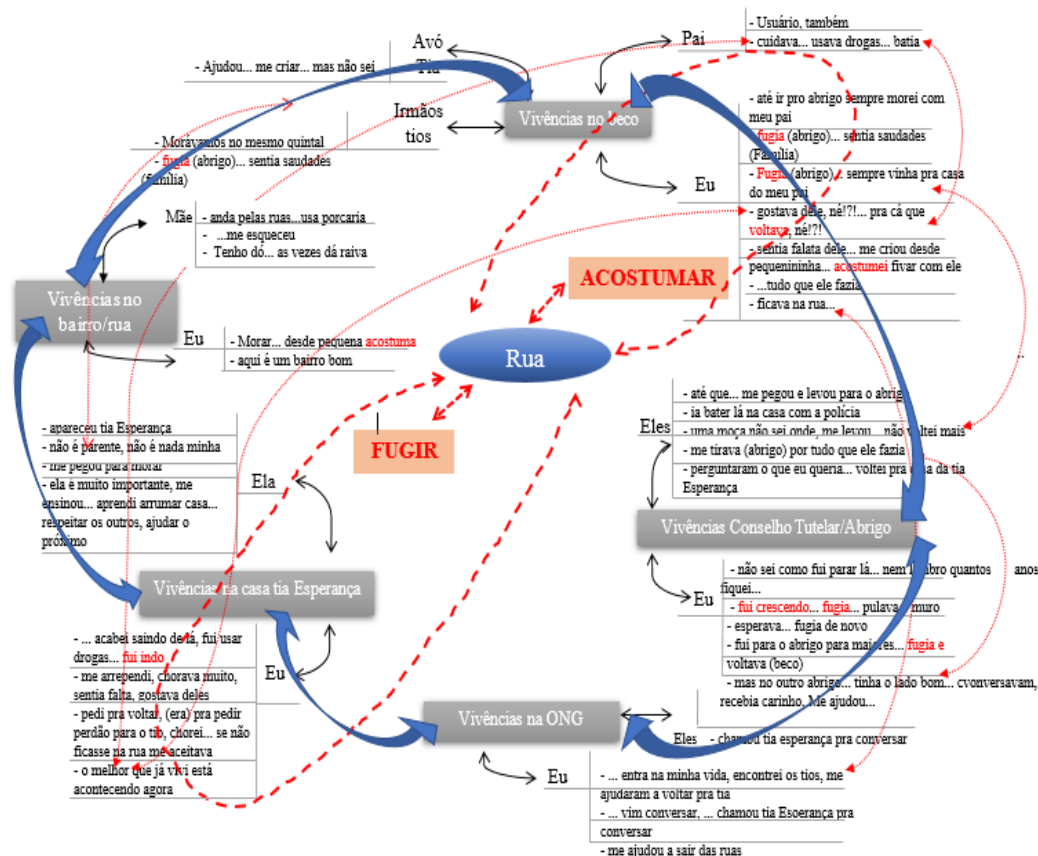 - Usuário, também
Pai
- cuidava... usava drogas... batia
Avó
Tia
- Ajudou... me criar... mas não sei
Irmãos
tios
Vivências no beco
- Morávamos no mesmo quintal
- fugia (abrigo)... sentia saudades
(família)
- até ir pro abrigo sempre morei com
meu pai
- fugia (abrigo)... sentia saudades
(Família)
Eu
- Fugia (abrigo)... sempre vinha pra casa
do meu pai
- gostava dele, né!?!... pra cá que
voltava, né!?!
- sentia falata dele... me criou desde
pequenininha... acostumei fivar com ele
- ...tudo que ele fazia
- ficava na rua...
Mãe
- anda pelas ruas...usa porcaria
- ...me esqueceu
- Tenho dó... as vezes dá raiva
Vivências no
bairro/rua
Eu
- Morar... desde pequena acostuma
- aqui é um bairro bom
ACOSTUMAR
Rua
FUGIR
..
- apareceu tia Esperança
- não é parente, não é nada minha
- me pegou para morar
- ela é muito importante, me
ensinou... aprendi arrumar casa...
respeitar os outros, ajudar o
próximo
Ela
Eles
- até que... me pegou e levou para o abrig
- ia bater lá na casa com a polícia
- uma moça não sei onde, me levou... não voltei mais
- me tirava (abrigo) por tudo que ele fazia
- perguntaram o que eu queria... voltei pra da tia
Esperança
Vivências Conselho Tutelar/Abrigo
Vivências na casa tia Esperança
- não sei como fui parar lá... nem quantos anos
fiquei...
Eu
- fui crescendo... fugia... pulava muro
- esperava... fugia de novo
- fui para o abrigo para maiores... fugia e
voltava (beco)
- mas no outro abrigo... tinha o lado bom... cvonversavam,
recebia carinho. Me ajudou...
- ... acabei saindo de lá, fui usar
drogas... fui indo
Eu
- me arrependi, chorava muito,
sentia falta, gostava deles
- pedi pra voltar, (era) pra pedir
perdão para o tio, chorei... se não
ficasse na rua me aceitava
- o melhor que já vivi está
acontecendo agora
Vivências na ONG
Eles
- chamou tia esperança pra conversar
Eu
- ... entra na minha vida, encontrei os tios, me
ajudaram a voltar pra tia
- ... vim conversar, ... chamou tia Esoerança pra
conversar
- me ajudou a sair das ruas